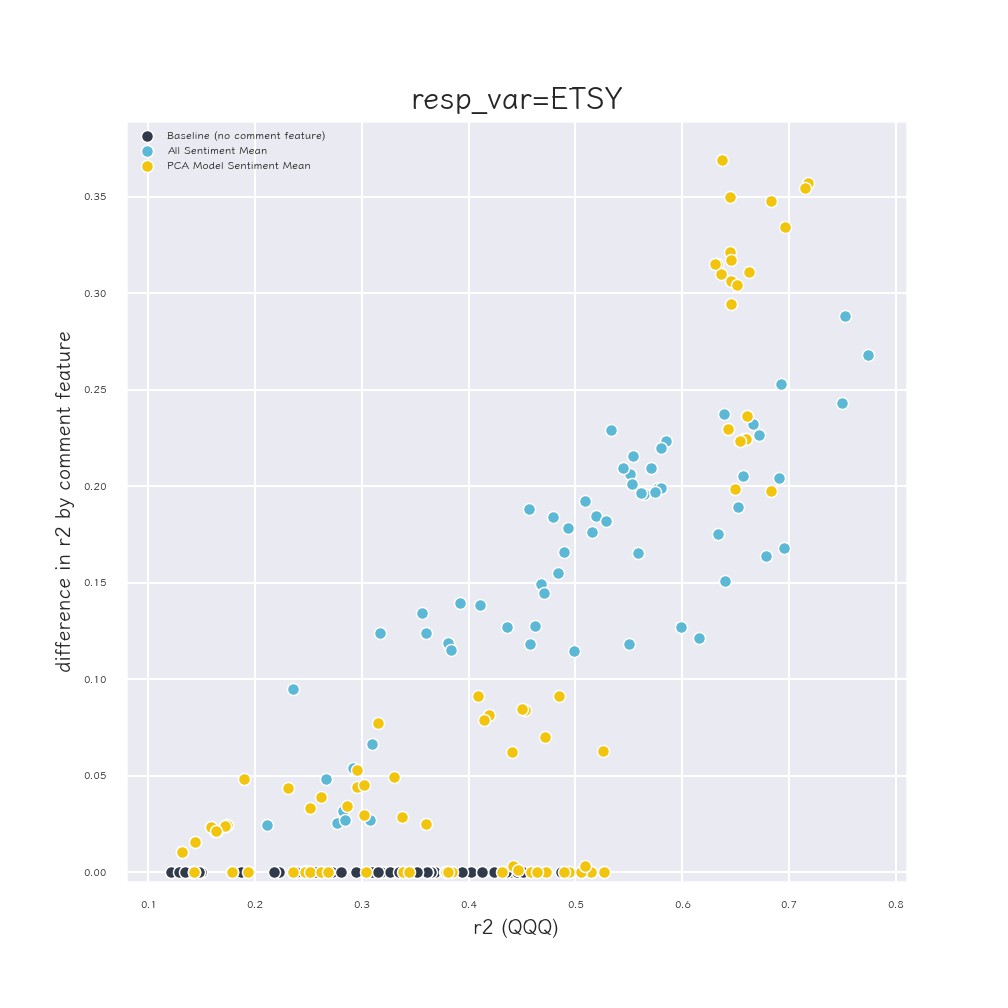 resp_var=ETSY
Baseline (no comment feature)
All Sentiment Mean
PCA Model Sentiment Mean
difference in r2 by comment feature
0.35
0.30
0.25
0.20
0.15
0.10
0.05
0.00
0.1 0.2 0.3 0.4 0.5 0.6 0.7 0.8
r2 (QQQ)